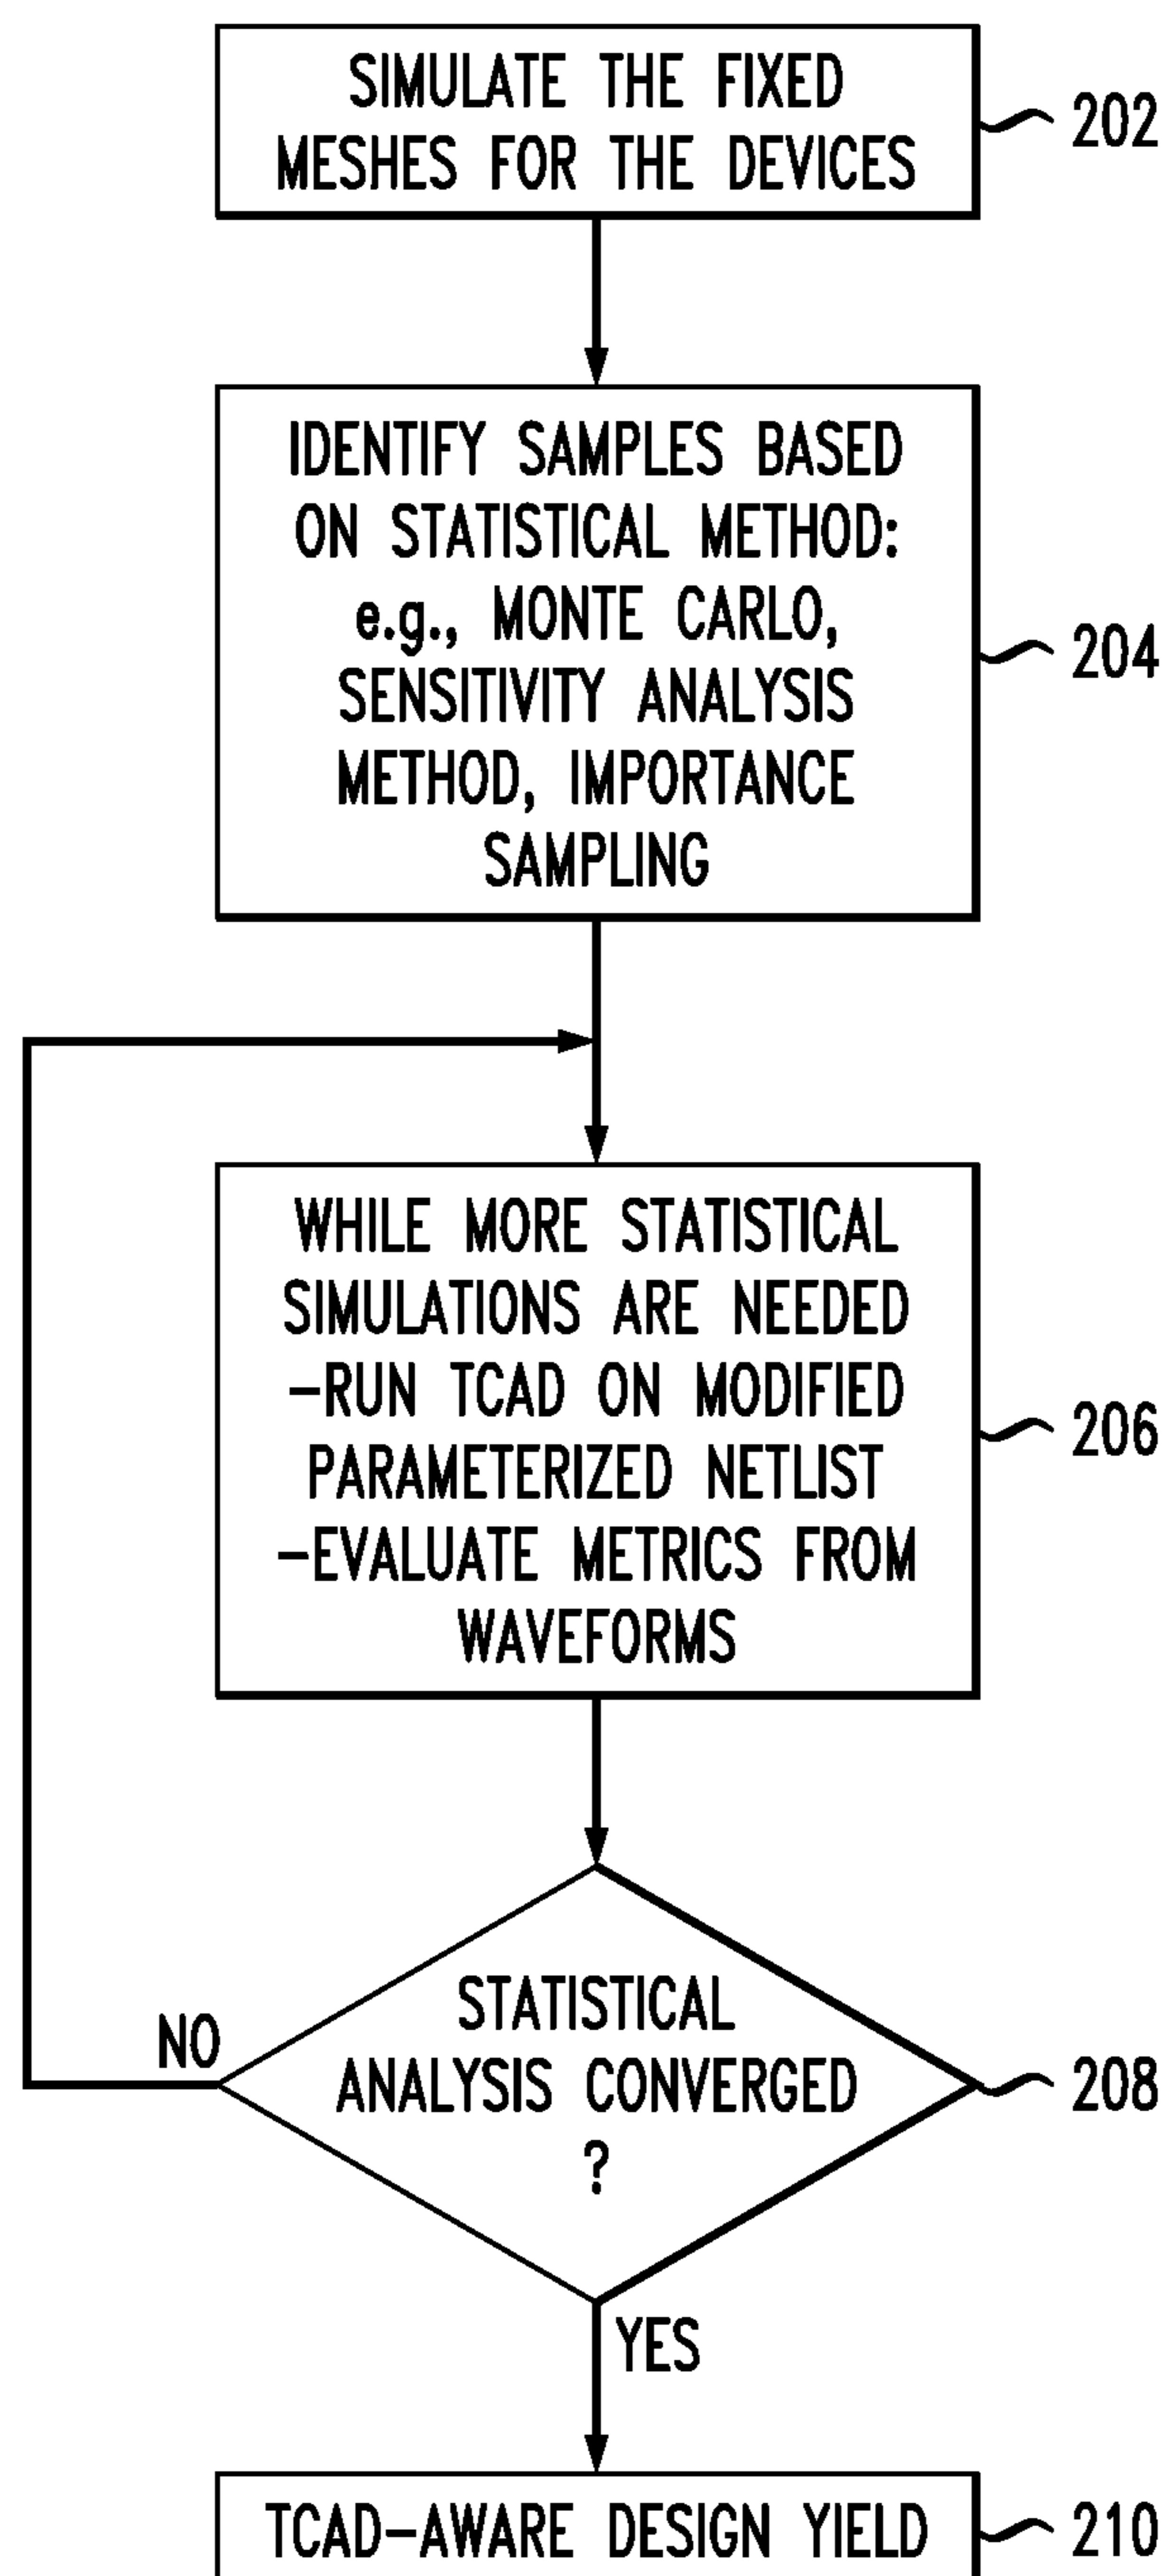 SIMULATE THE FIXED
MESHES FOR THE DEVICES
202
IDENTIFY SAMPLES BASED
ON STATISTICAL METHOD:
e.g., MONTE CARLO,
SENSITIVITY ANALYSIS
METHOD, IMPORTANCE
SAMPLING
204
WHILE MORE STATISTICAL
SIMULATIONS ARE NEEDED
-RUN TCAD ON MODIFIED
PARAMETERIZED NETLIST
-EVALUATE METRICS FROM
WAVEFORMS
206
STATISTICAL
ANALYSIS CONVERGED
?
208
NO
YES
TCAD-AWARE DESIGN YIELD
210